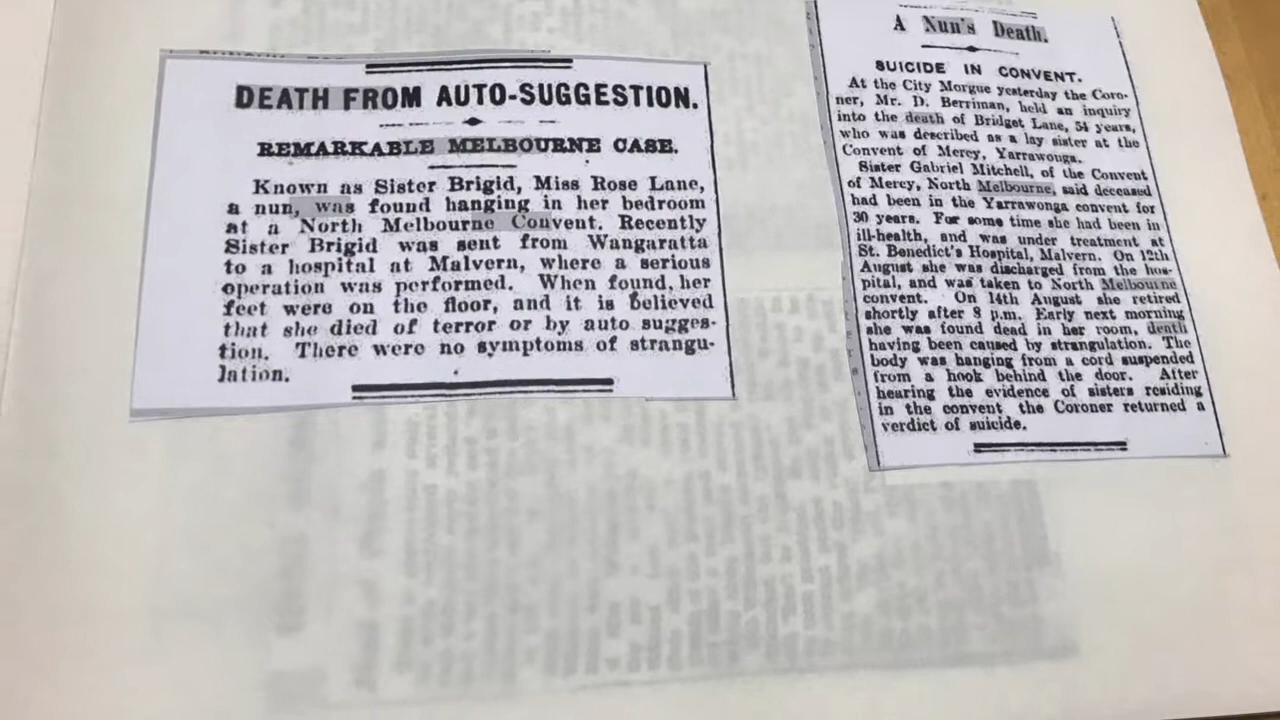 DEATH FROM AUTO-SUGGESTION.
REMARKABLE MELBOURNE CASE.
Known as Sister Brigid, Miss Rose Lane,
a nun, was found hanging in her bedroom
at a North Melbourne Convent. Recently
Sister Brigid was sent from Wangaratta
to a hospital at Malvern, where a serious
operation was performed. When found, her
feet were on the floor, and it is believed
that she died of terror or by auto sugges-
tion. There were no symptoms of strangu-
lation.
A Nun's Death.
SUICIDE IN CONVENT.
At the City Morgue yesterday the Coro-
ner, Mr. D. Berriman, held an inquiry
into the death of Bridget Lane, 54 years,
who was described as a lay sister at the
Convent of Mercy, Yarrawonga.
Sister Gabriel Mitchell, of the Convent
of Mercy, North Melbourne, said deceased
had been in the Yarrawonga convent for
30 years. For some time she had been in
ill-health, and was under treatment at
St. Benedict's Hospital, Malvern. On 12th
August she was discharged from the hos-
pital, and was taken to North Melbourne
convent. On 14th August she retired
shortly after 8 p.m. Early next morning
she was found dead in her room, death
having been caused by strangulation. The
body was hanging from a cord suspended
from a hook behind the door. After
hearing the evidence of sisters residing
in the convent the Coroner returned a
verdict of suicide.